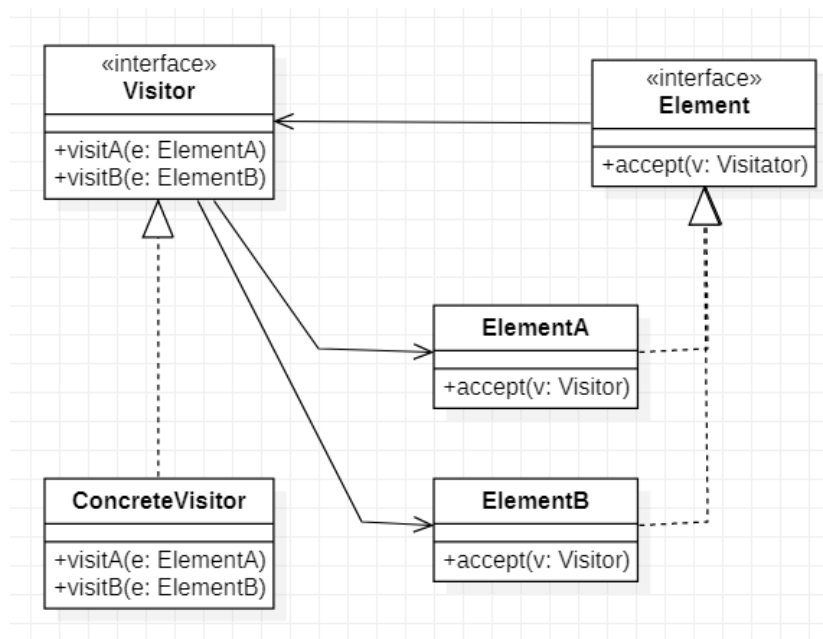 «interface»
Visitor
+visitA(e: ElementA)
+visitB(e: ElementB)
«interface»
Element
+accept(v: Visitator)
ElementA
+accept(v: Visitor)
ConcreteVisitor
+visitA(e: ElementA)
+visitB(e: ElementB)
ElementB
+accept(v: Visitor)